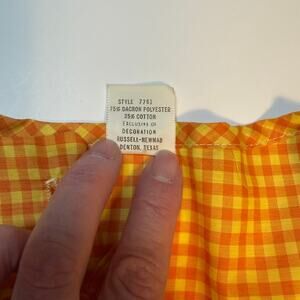 STYLE 7763
75% DACRON POLYESTER
25% COTTON
EXCLUSIVE OF
DECORATION
RUSSELL-NEWMAN
DENTON, TEXAS